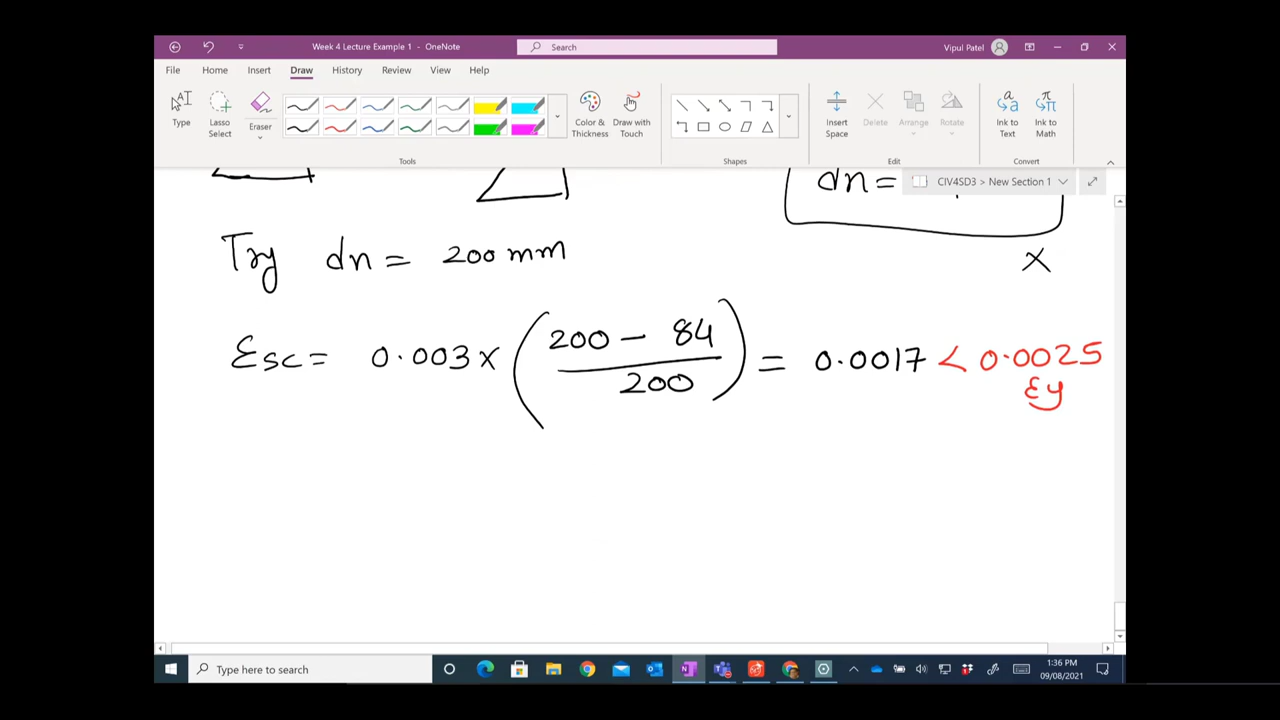 Week 4 Lecture Example 1 - OneNote
Search
Vipul Patel
File Home Insert Draw History Review View Help
Type
Lasso Select
Eraser
Color & Thickness
Draw with Touch
Insert Space
Delete
Arrange
Rotate
Ink to Text
Ink to Math
Tools
Shapes
Edit
Convert
dn =
CIV4SD3 > New Section 1
Try dn = 200 mm
X
εsc = 0.003 x (200 - 84 / 200) = 0.0017 < 0.0025
εy
Type here to search
1:36 PM
09/08/2021